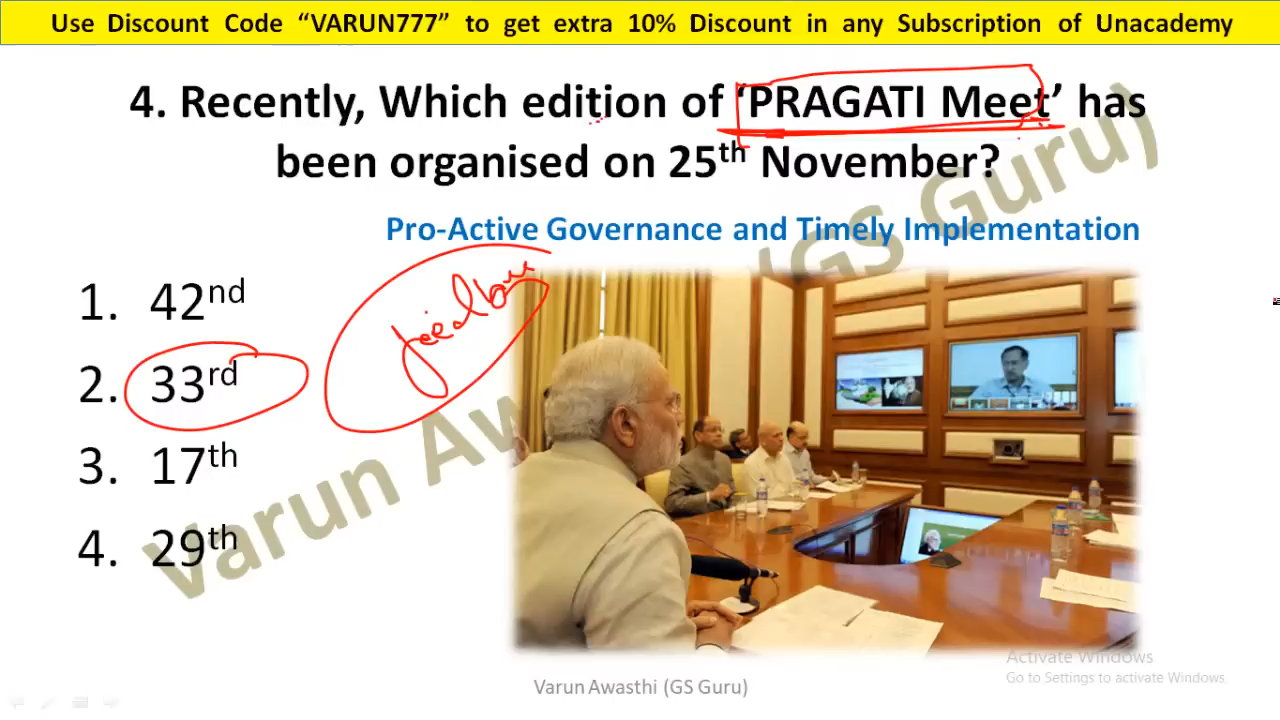 Use Discount Code “VARUN777” to get extra 10% Discount in any Subscription of Unacademy
4. Recently, Which edition of ‘PRAGATI Meet’ has
been organised on 25th November?
Pro-Active Governance and Timely Implementation
1. 42nd
2. 33rd
3. 17th
4. 29th
Varun Awasthi (GS Guru)
Varun Awasthi (GS Guru)
Activate Windows
Go to Settings to activate Windows.